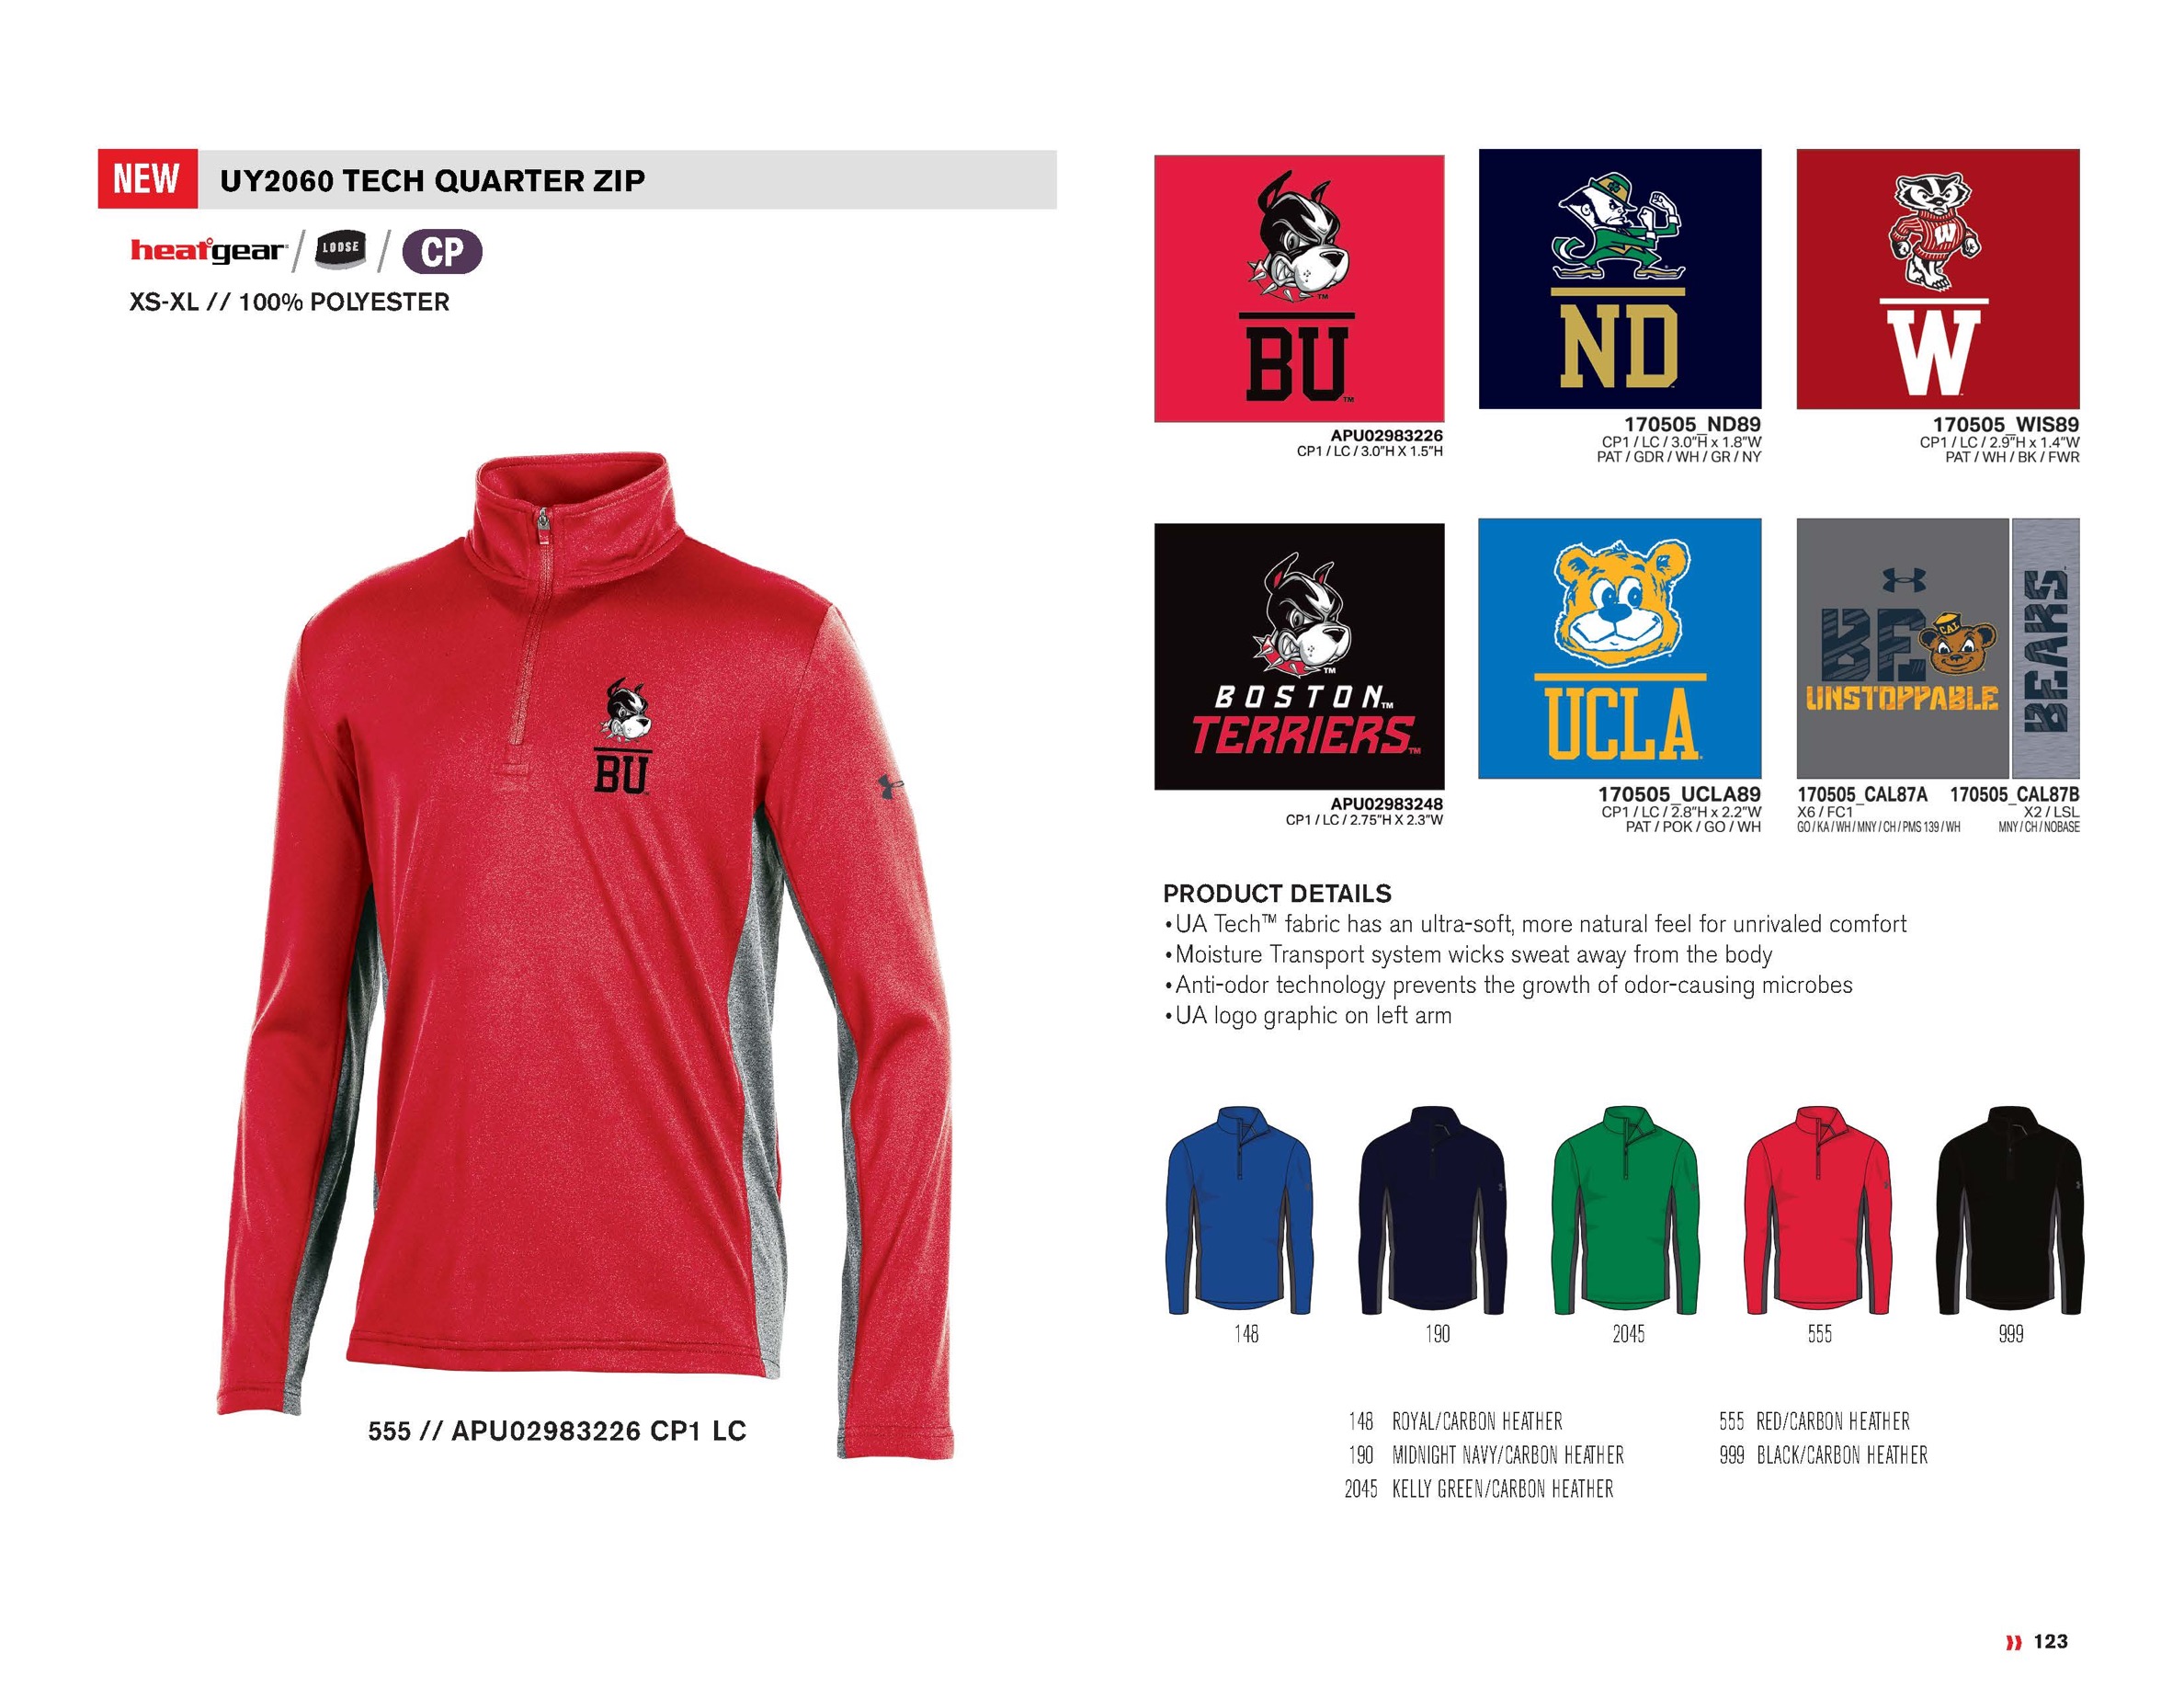 NEW UY2060 TECH QUARTER ZIP
heatgear / LOOSE / CP
XS-XL // 100% POLYESTER
BU
555 // APU02983226 CP1 LC
TM
BU TM
APU02983226
CP1 / LC / 3.0"H X 1.5"H
ND
170505_ND89
CP1 / LC / 3.0"H x 1.8"W
PAT / GDR / WH / GR / NY
W
W
170505_WIS89
CP1 / LC / 2.9"H x 1.4"W
PAT / WH / BK / FWR
TM
BOSTON TM
TERRIERS TM
APU02983248
CP1 / LC / 2.75"H X 2.3"W
UCLA
170505_UCLA89
CP1 / LC / 2.8"H x 2.2"W
PAT / POK / GO / WH
BE
CAL
UNSTOPPABLE
BEARS
170505_CAL87A
X6 / FC1
GO / KA / WH / MNY / CH / PMS 139 / WH
170505_CAL87B
X2 / LSL
MNY / CH / NOBASE
PRODUCT DETAILS
•UA Tech™ fabric has an ultra-soft, more natural feel for unrivaled comfort
•Moisture Transport system wicks sweat away from the body
•Anti-odor technology prevents the growth of odor-causing microbes
•UA logo graphic on left arm
148 190 2045 555 999
148 ROYAL/CARBON HEATHER
190 MIDNIGHT NAVY/CARBON HEATHER
2045 KELLY GREEN/CARBON HEATHER
555 RED/CARBON HEATHER
999 BLACK/CARBON HEATHER
123